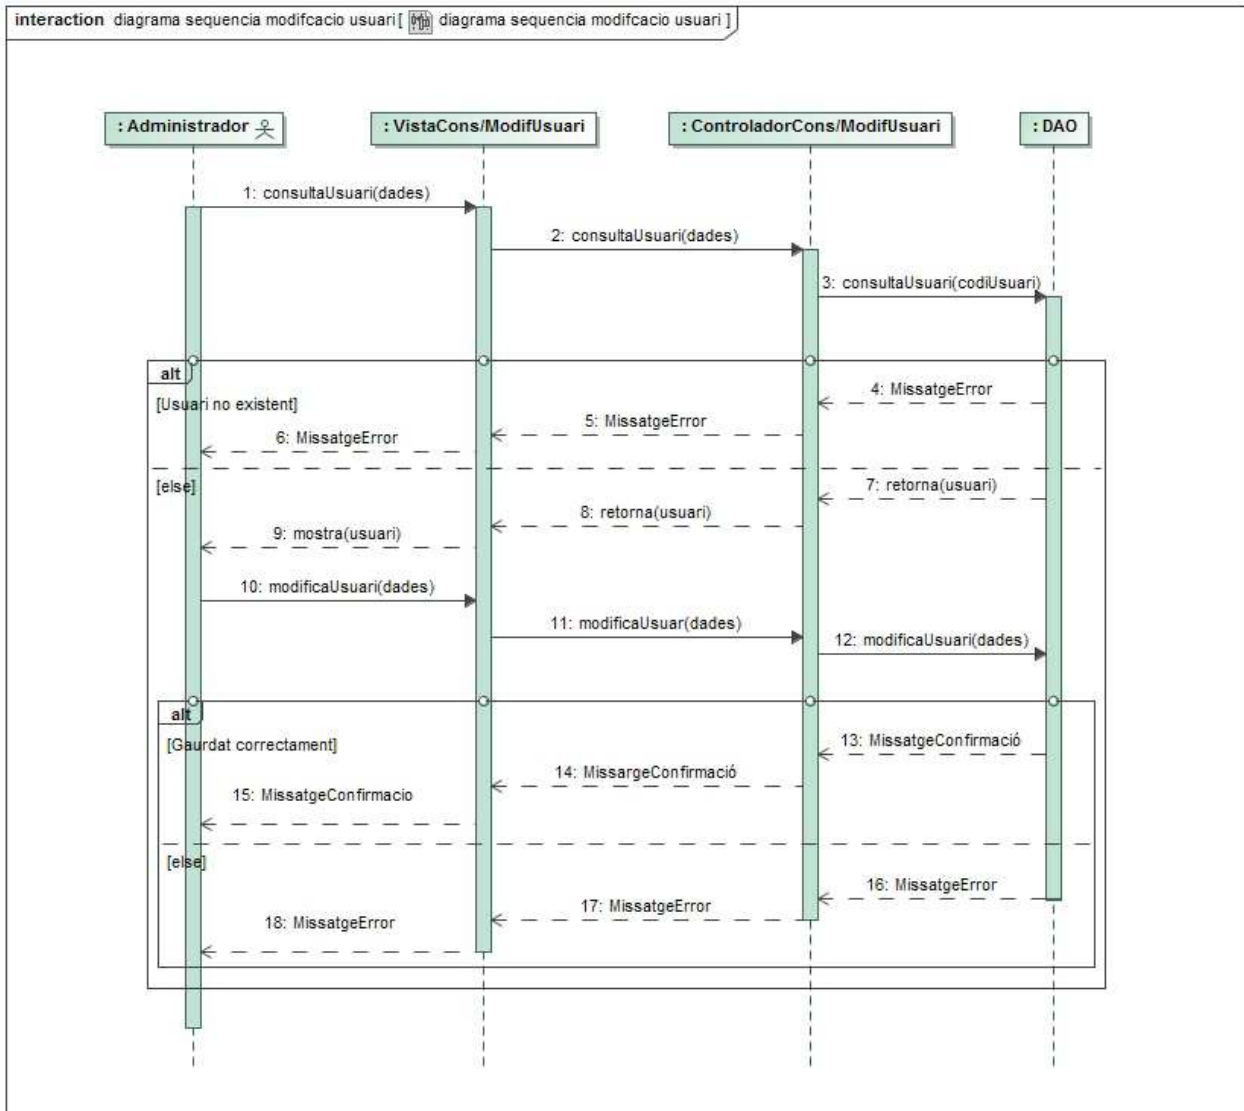 interaction diagrama sequencia modifcacio usuari[ diagrama sequencia modifcacio usuari ]
: Administrador
: VistaCons/ModifUsuari
: ControladorCons/ModifUsuari
: DAO
1: consultaUsuari(dades)
2: consultaUsuari(dades)
3: consultaUsuari(codiUsuari)
alt
[Usuari no existent]
4: MissatgeError
5: MissatgeError
6: MissatgeError
[else]
7: retorna(usuari)
8: retorna(usuari)
9: mostra(usuari)
10: modificaUsuari(dades)
11: modificaUsuar(dades)
12: modificaUsuari(dades)
alt
[Gaurdat correctament]
13: MissatgeConfirmació
14: MissargeConfirmació
15: MissatgeConfirmacio
[else]
16: MissatgeError
17: MissatgeError
18: MissatgeError